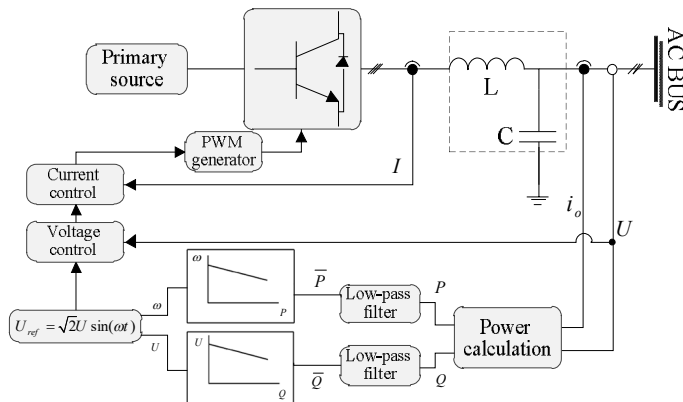 Primary
source
AC BUS
L
C
PWM
generator
I
Current
control
i_o
Voltage
control
U
ω
P
P̅
Low-pass
filter
P
U_ref = √2U sin(ωt)
ω
U
Power
calculation
U
Q
Q̅
Low-pass
filter
Q